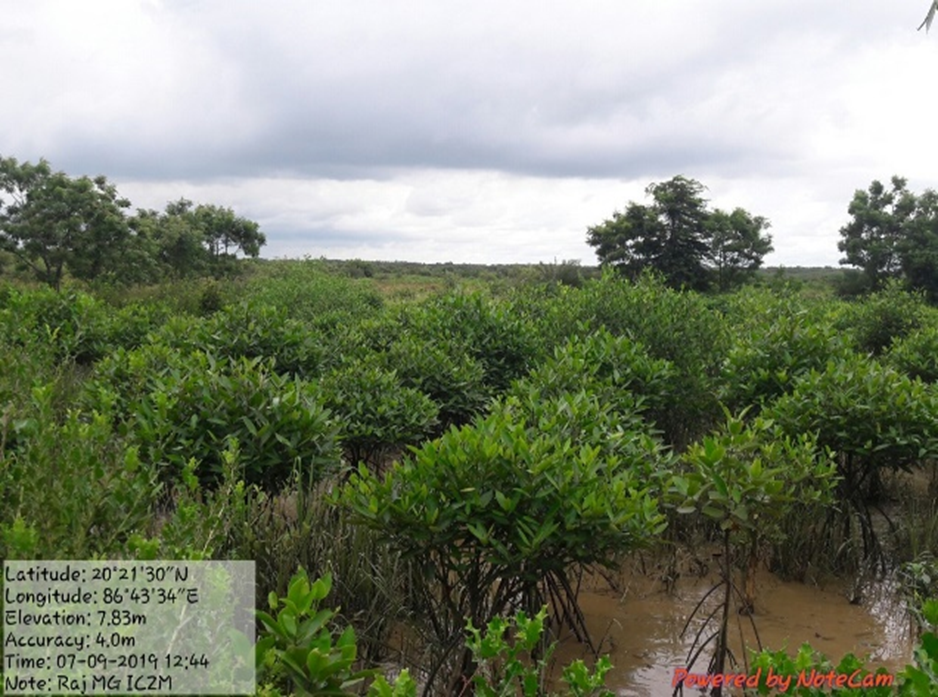 Latitude: 20°21'30"N
Longitude: 86°43'34"E
Elevation: 7.83m
Accuracy: 4.0m
Time: 07-09-2019 12:44
Note: Raj MG ICZM
Powered by NoteCam